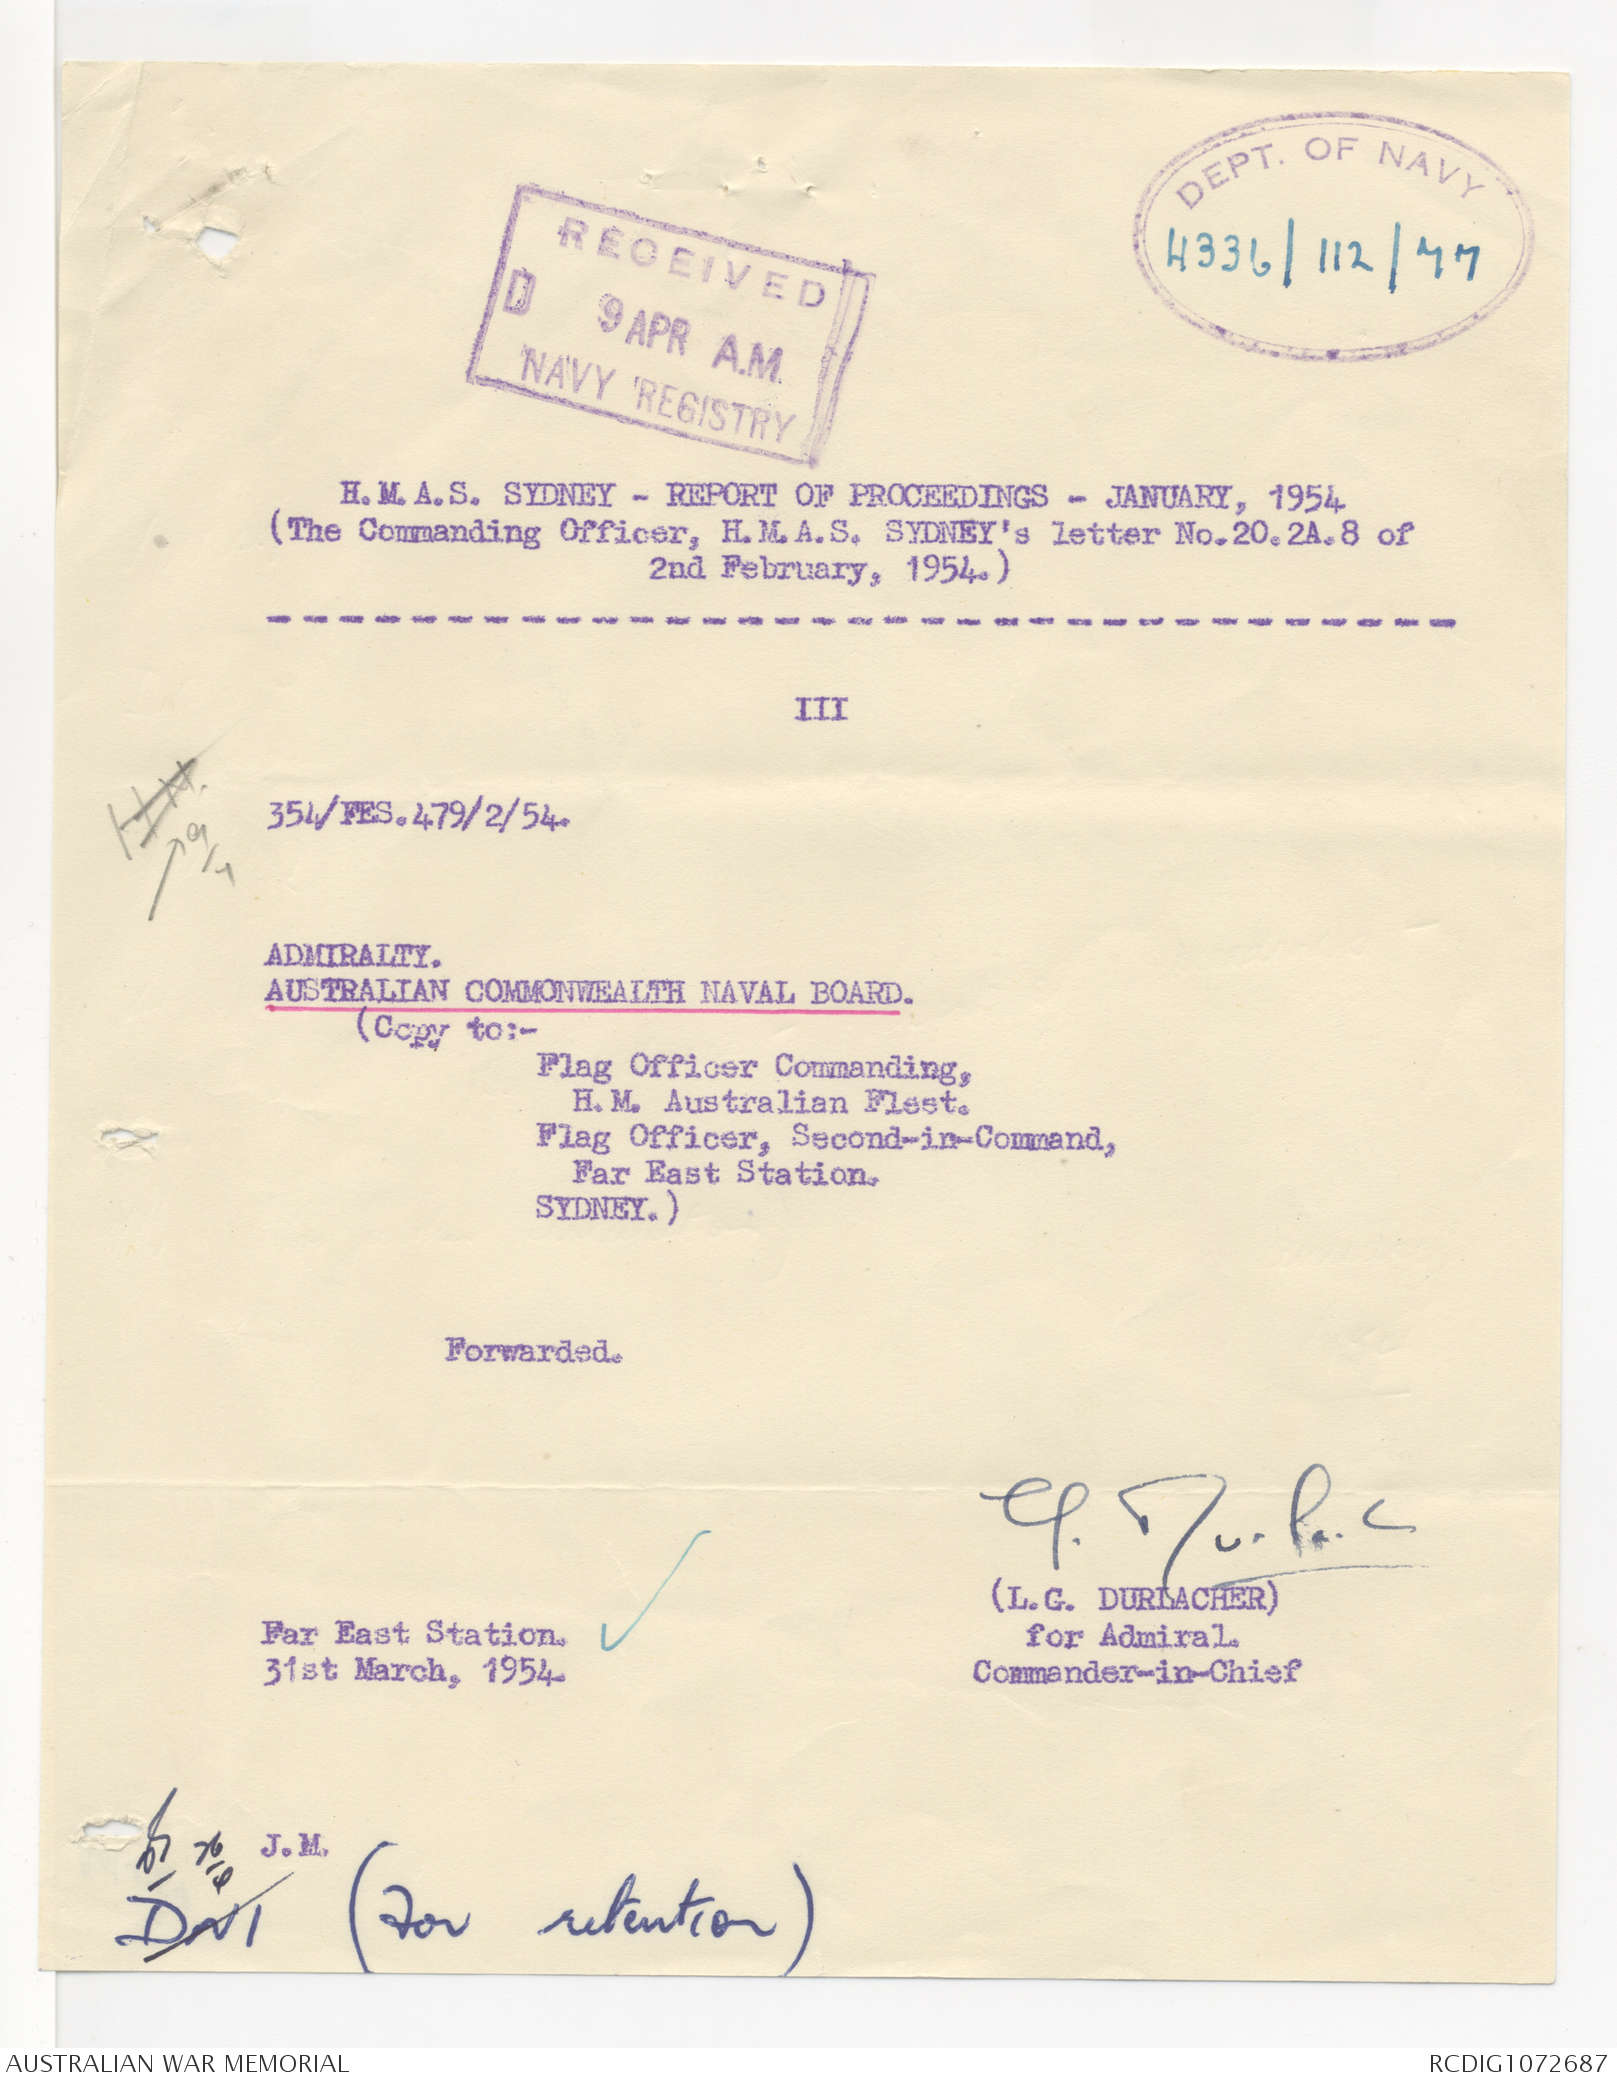 DEPT. OF NAVY
4336/112/
RECEIVED
D 9 APR A.M.
NAVY REGISTRY
H.M.A.S. SYDNEY - REPORT OF PROCEEDINGS - JANUARY, 1954
(The Commanding Officer, H.M.A.S. SYDNEY's letter No.20.2A.8 of
2nd February, 1954.)
III
354/FES.479/2/54.
ADMIRALTY.
AUSTRALIAN COMMONWEALTH NAVAL BOARD.
(Copy to:-
Flag Officer Commanding,
H.M. Australian Fleet.
Flag Officer, Second-in-Command,
Far East Station.
SYDNEY.)
Forwarded.
(L.G. DURLACHER)
for Admiral.
Commander-in-Chief
Far East Station.
31st March, 1954.
J.M.
DNI (for retention)
AUSTRALIAN WAR MEMORIAL
RCDIG1072687